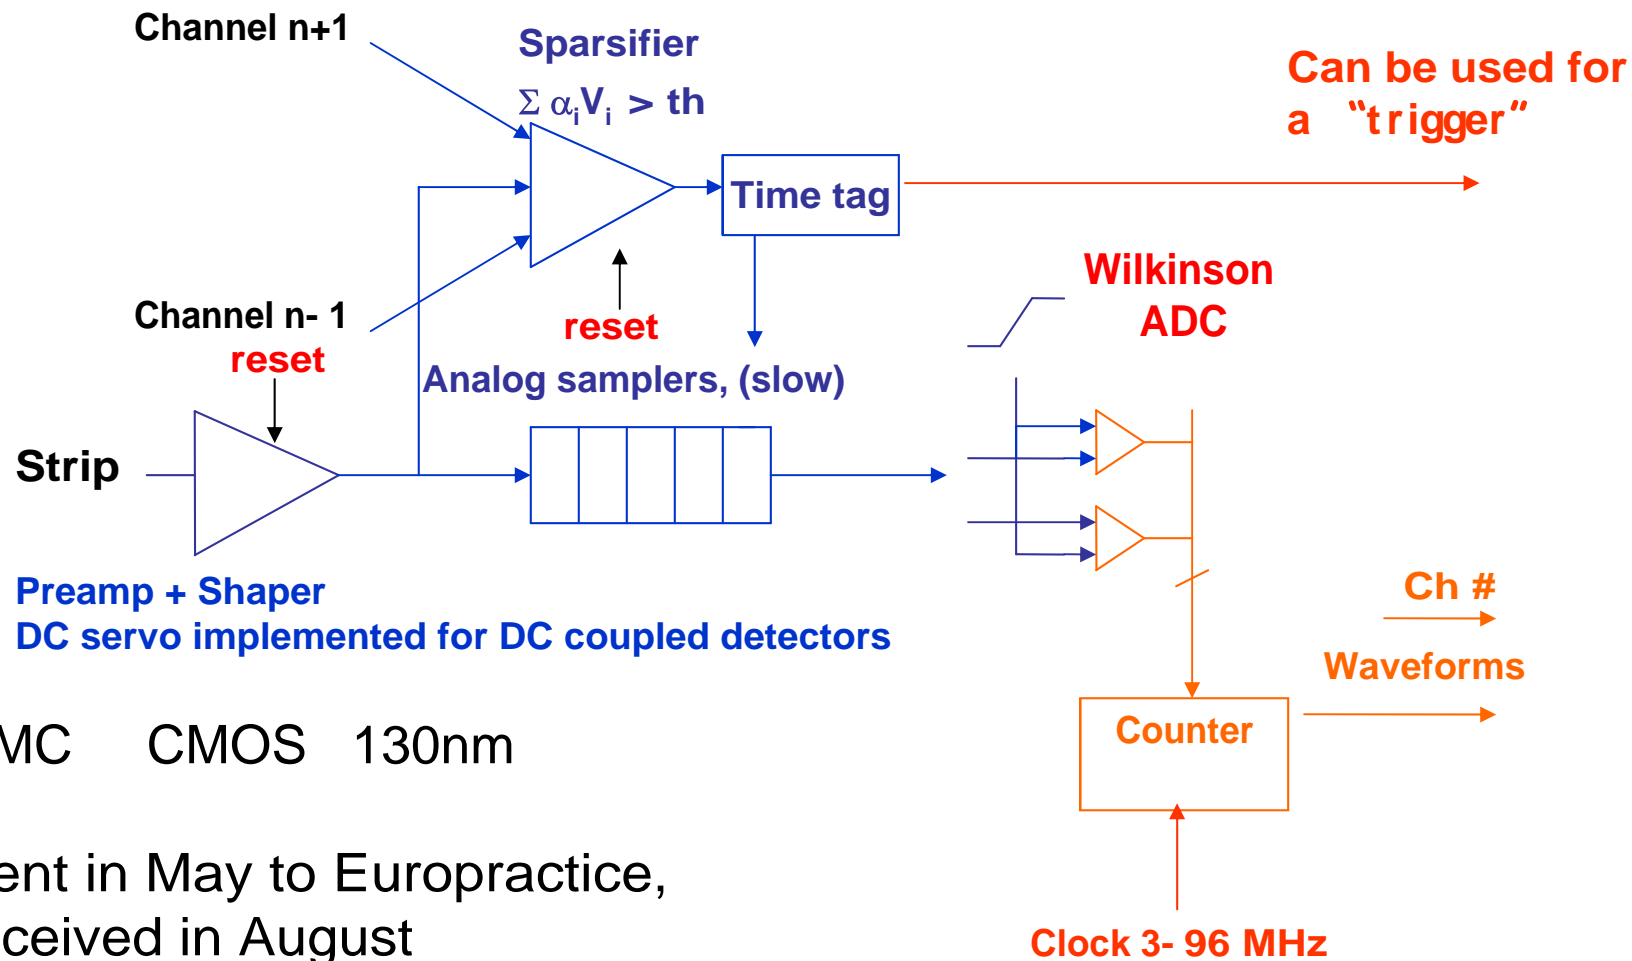 Channel n+1
Sparsifier
Σ αiVi > th
Can be used for
a "trigger"
Time tag
Channel n- 1
reset
reset
Wilkinson
ADC
Analog samplers, (slow)
Strip
Preamp + Shaper
DC servo implemented for DC coupled detectors
Ch #
Waveforms
Counter
MC CMOS 130nm
ent in May to Europractice,
ceived in August
Clock 3- 96 MHz